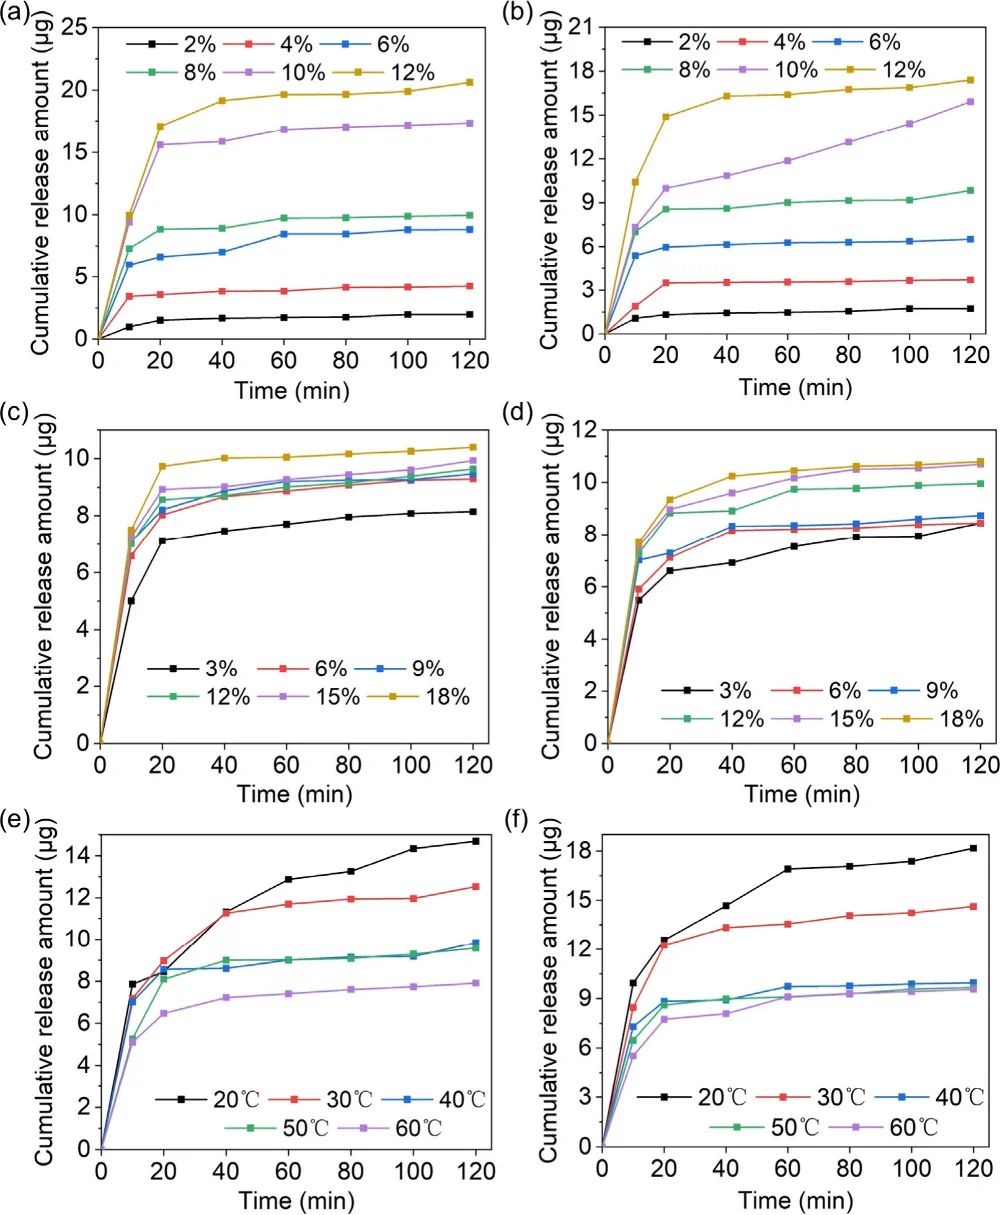 (a)
Cumulative release amount (μg)
25
20
15
10
5
0
2% 4% 6%
8% 10% 12%
0 20 40 60 80 100 120
Time (min)
(b)
Cumulative release amount (μg)
21
18
15
12
9
6
3
0
2% 4% 6%
8% 10% 12%
0 20 40 60 80 100 120
Time (min)
(c)
Cumulative release amount (μg)
10
8
6
4
2
0
3% 6% 9%
12% 15% 18%
0 20 40 60 80 100 120
Time (min)
(d)
Cumulative release amount (μg)
12
10
8
6
4
2
0
3% 6% 9%
12% 15% 18%
0 20 40 60 80 100 120
Time (min)
(e)
Cumulative release amount (μg)
14
12
10
8
6
4
2
0
20℃ 30℃ 40℃
50℃ 60℃
0 20 40 60 80 100 120
Time (min)
(f)
Cumulative release amount (μg)
18
15
12
9
6
3
0
20℃ 30℃ 40℃
50℃ 60℃
0 20 40 60 80 100 120
Time (min)